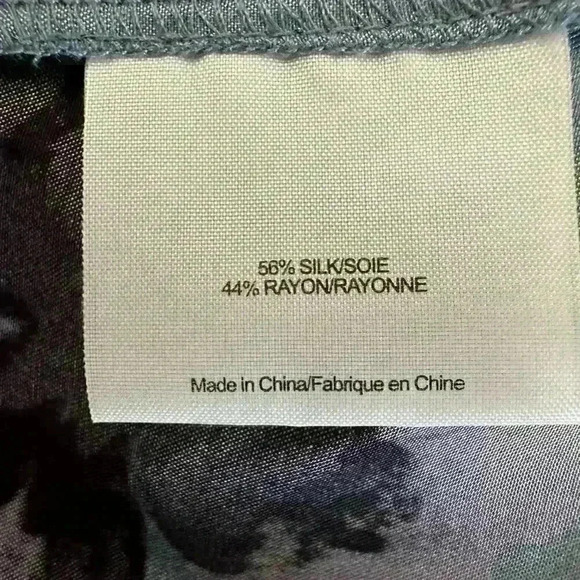 56% SILK/SOIE
44% RAYON/RAYONNE
Made in China/Fabrique en Chine